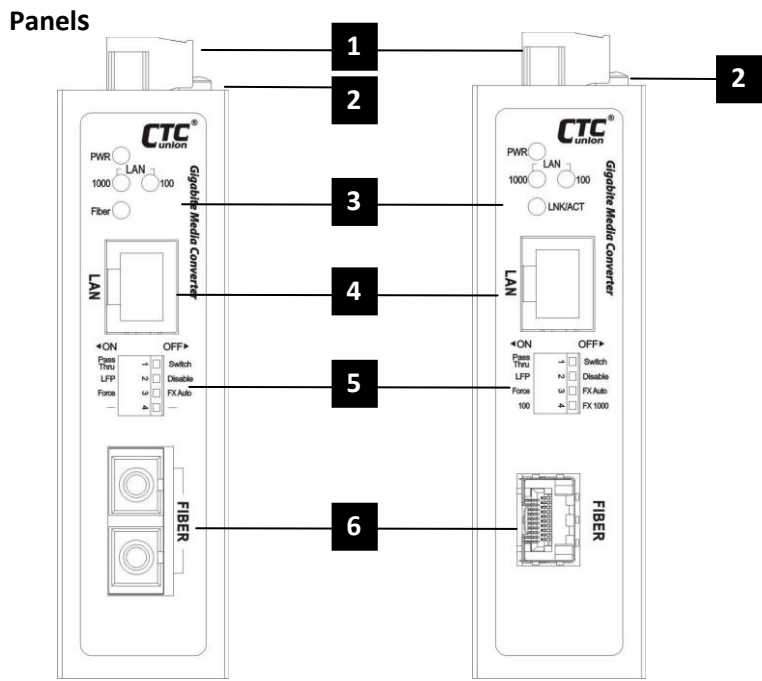 Panels
1
2
2
CTC®
union
PWR
LAN
1000
100
Fiber
Gigabite Media Converter
3
CTC®
union
PWR
LAN
1000
100
LNK/ACT
Gigabite Media Converter
LAN
4
LAN
◄ON OFF►
Pass
Thru
1
Switch
LFP
2
Disable
Force
3
FX Auto
4
5
◄ON OFF►
Pass
Thru
1
Switch
LFP
2
Disable
Force
3
FX Auto
100
4
FX 1000
FIBER
6
FIBER